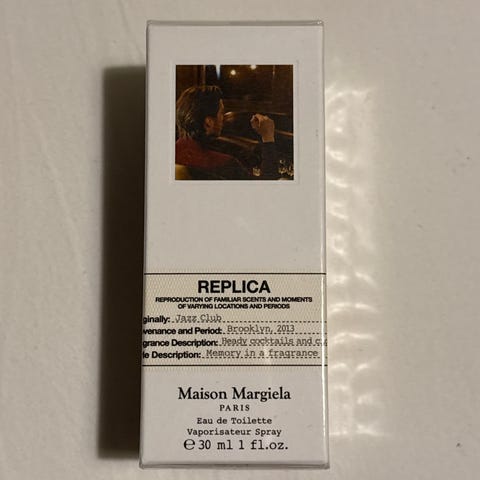 REPLICA
REPRODUCTION OF FAMILIAR SCENTS AND MOMENTS
OF VARYING LOCATIONS AND PERIODS
ginally: Jazz Club
venance and Period: Brooklyn, 2013
grance Description: Heady cocktails and
le Description: Memory in a fragrance
Maison Margiela
PARIS
Eau de Toilette
Vaporisateur Spray
℮ 30 ml 1 fl.oz.